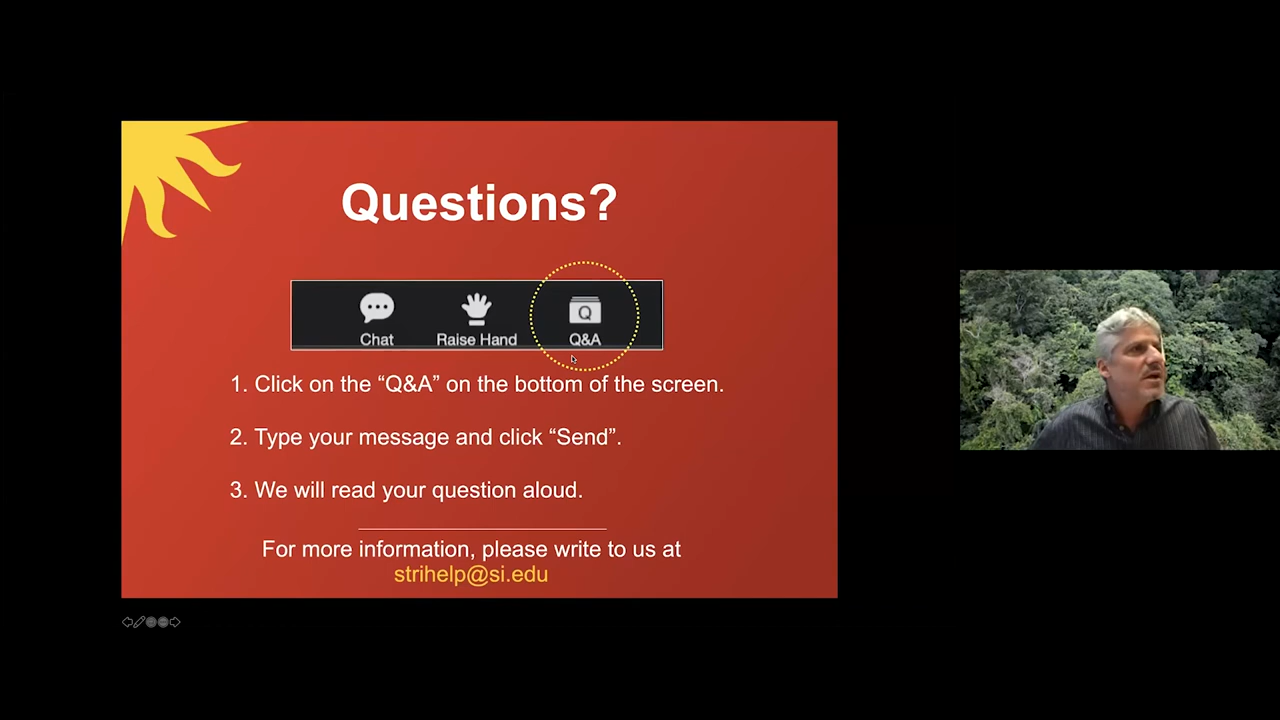 Questions?
Chat Raise Hand Q&A
1. Click on the “Q&A” on the bottom of the screen.
2. Type your message and click “Send”.
3. We will read your question aloud.
For more information, please write to us at
strihelp@si.edu